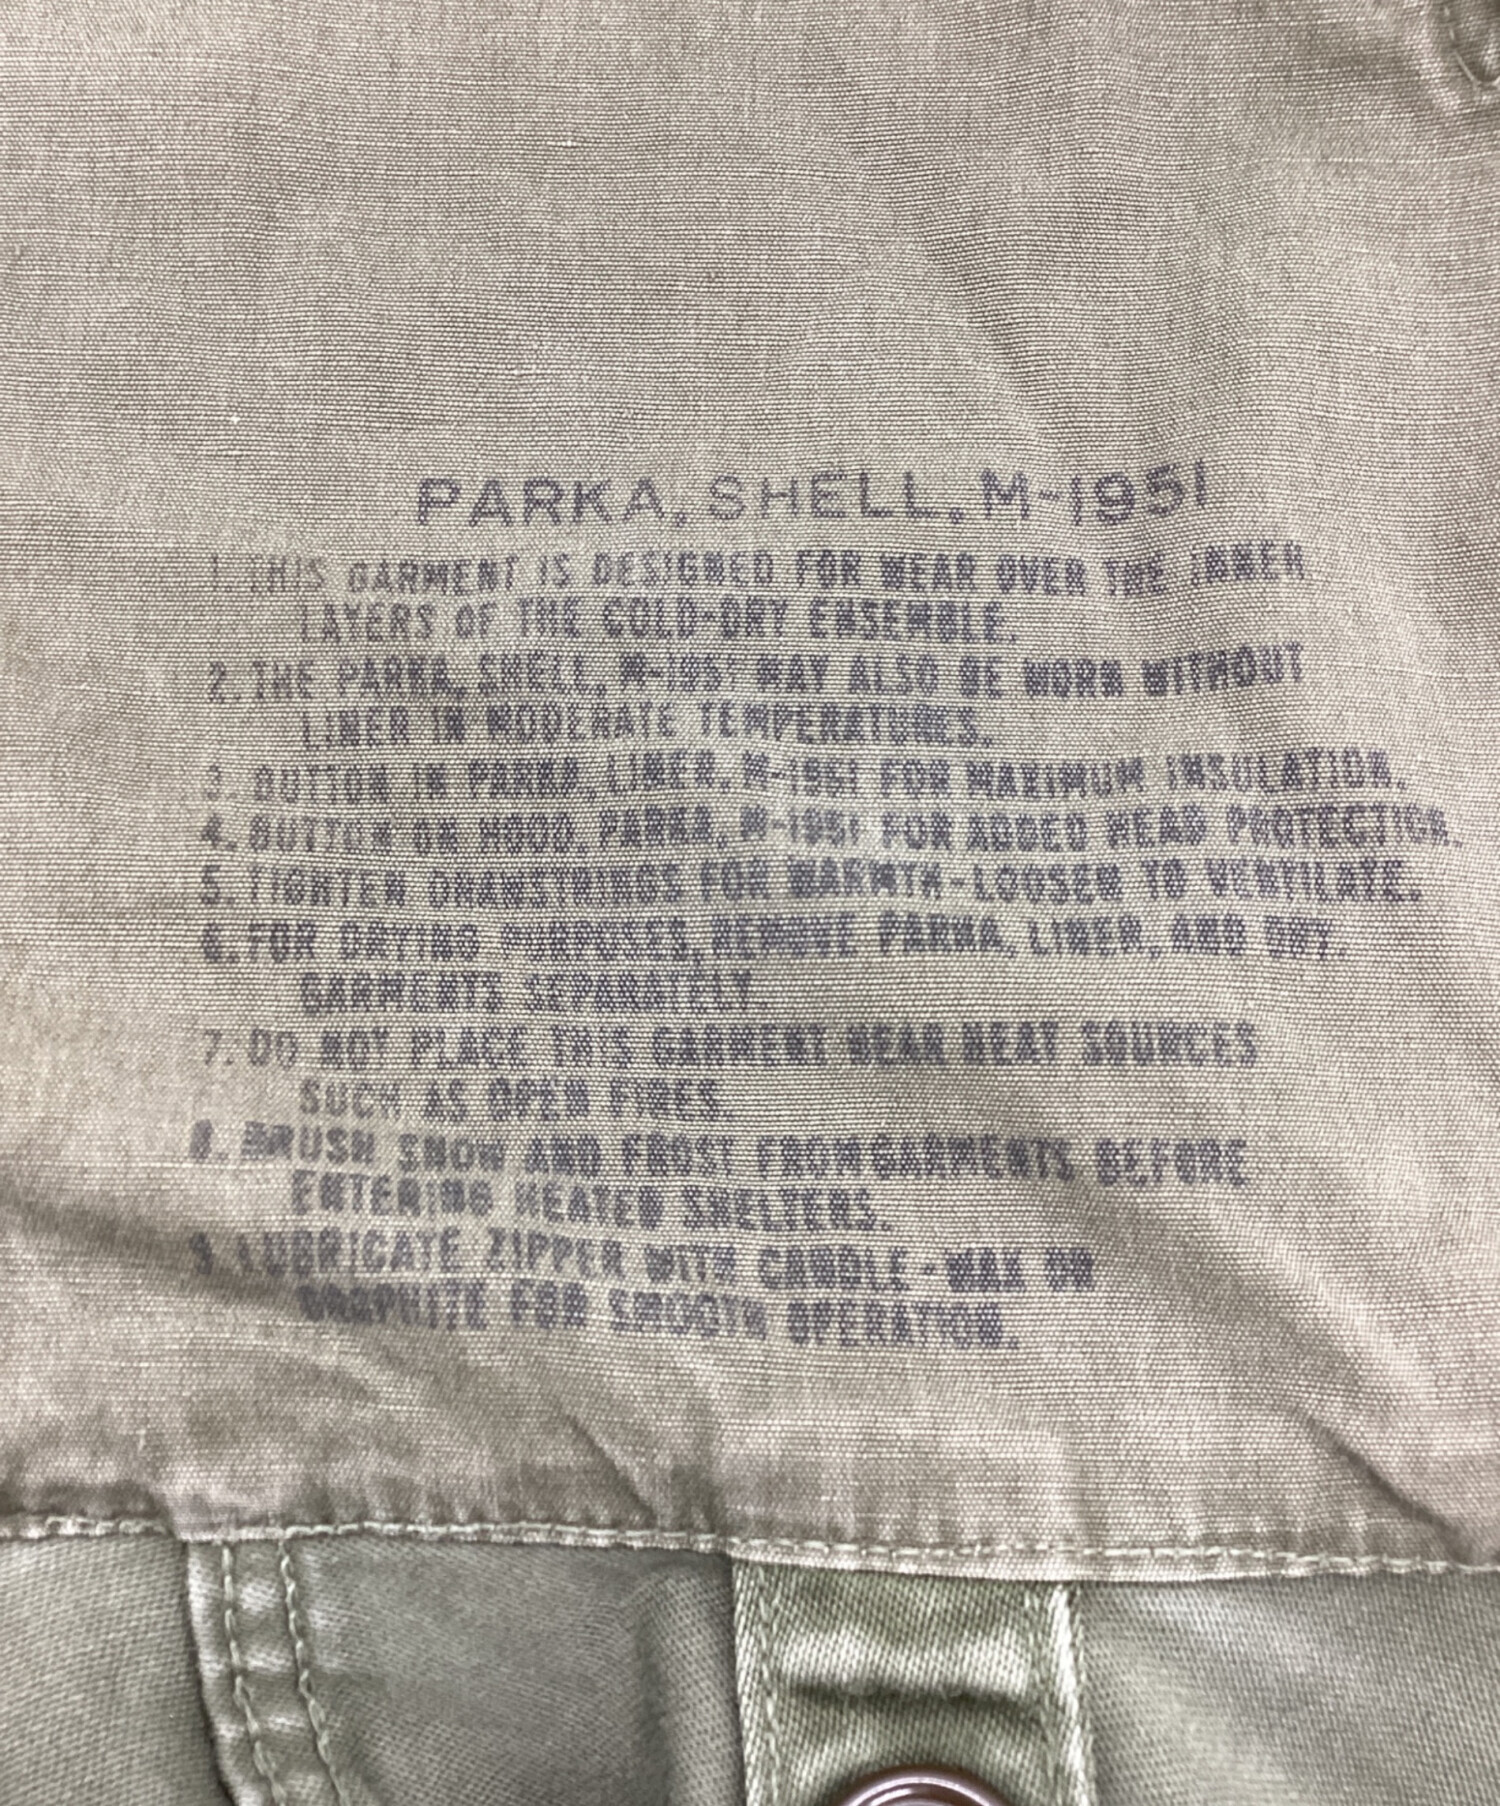 PARKA, SHELL, M-1951
1. THIS GARMENT IS DESIGNED FOR WEAR OVER THE INNER
LAYERS OF THE COLD-DRY ENSEMBLE.
2. THE PARKA, SHELL, M-1951 MAY ALSO BE WORN WITHOUT
LINER IN MODERATE TEMPERATURES.
3. BUTTON IN PARKA, LINER, M-1951 FOR MAXIMUM INSULATION.
4. BUTTON ON HOOD, PARKA, M-1951 FOR ADDED HEAD PROTECTION.
5. TIGHTEN DRAWSTRINGS FOR WARMTH-LOOSEN TO VENTILATE.
6. FOR DRYING PURPOSES, REMOVE PARKA, LINER, AND DRY.
GARMENTS SEPARATELY.
7. DO NOT PLACE THIS GARMENT NEAR HEAT SOURCES
SUCH AS OPEN FIRES.
8. BRUSH SNOW AND FROST FROM GARMENTS BEFORE
ENTERING HEATED SHELTERS.
9. LUBRICATE ZIPPER WITH CANDLE-WAX OR
GRAPHITE FOR SMOOTH OPERATION.